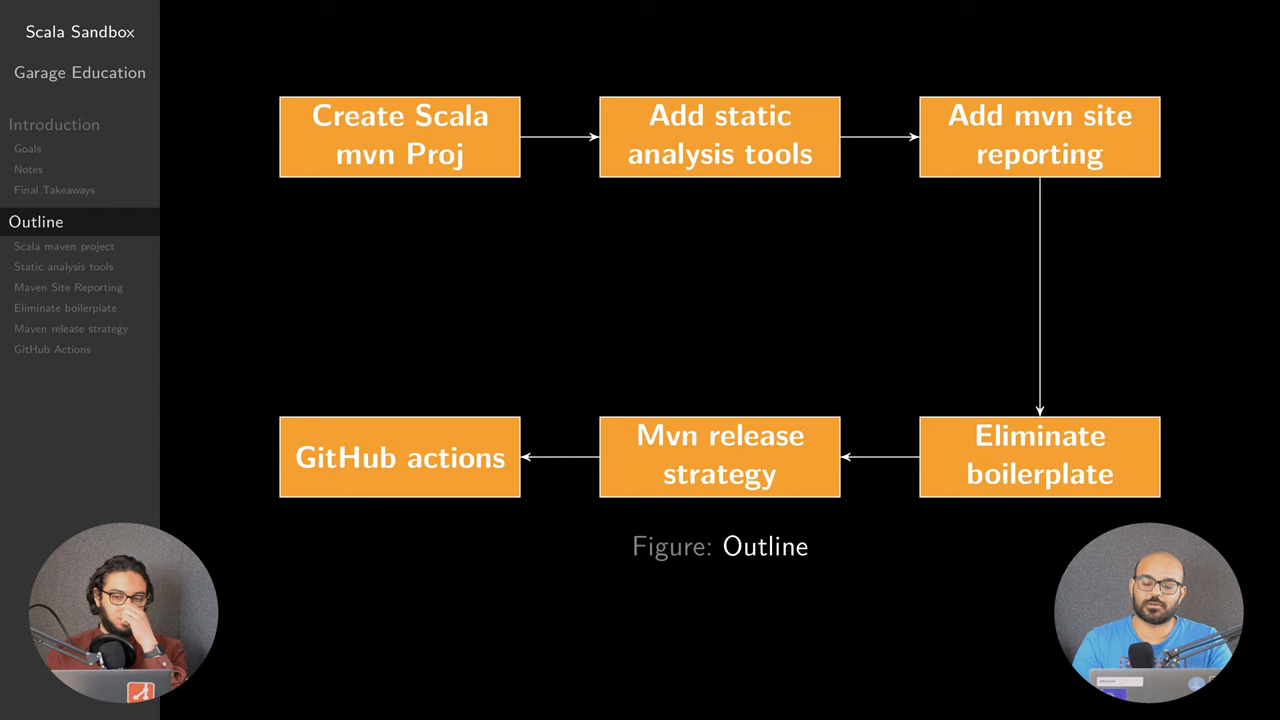 Scala Sandbox
Garage Education
Introduction
Goals
Notes
Final Takeaways
Outline
Scala maven project
Static analysis tools
Maven Site Reporting
Eliminate boilerplate
Maven release strategy
GitHub Actions
Create Scala
mvn Proj
Add static
analysis tools
Add mvn site
reporting
GitHub actions
Mvn release
strategy
Eliminate
boilerplate
Figure: Outline